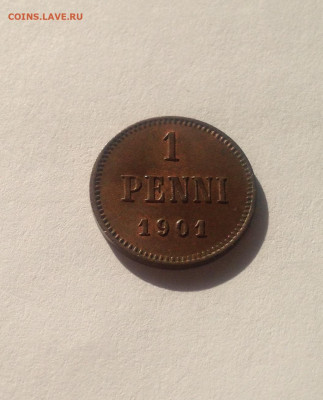 COINS.LAVE.RU
1
PENNI
1901